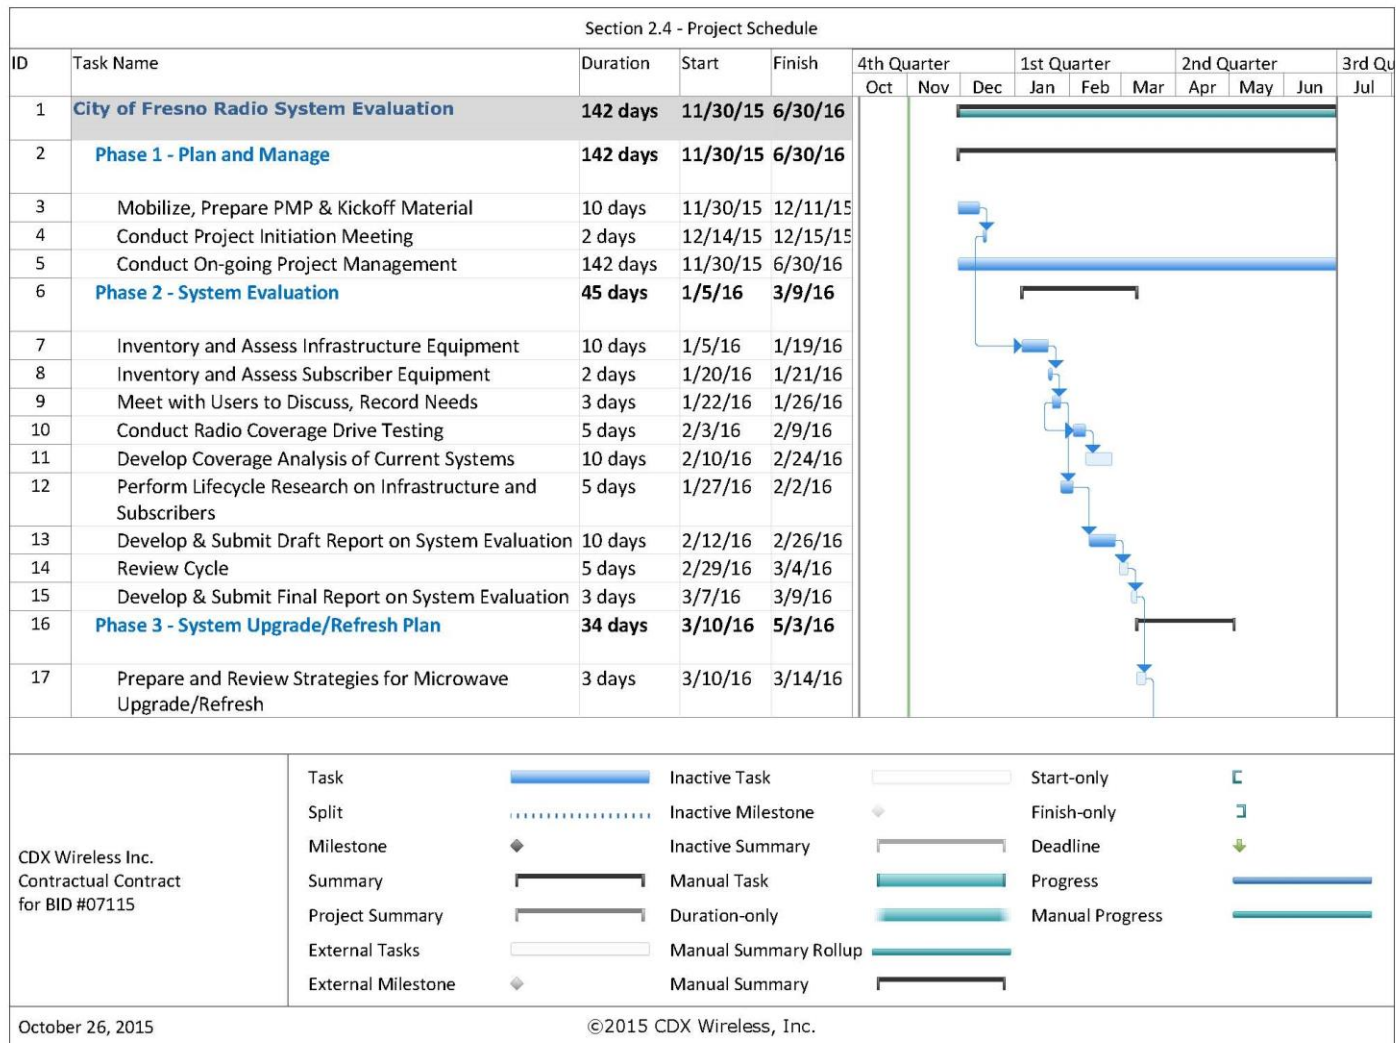 Section 2.4 - Project Schedule
ID Task Name Duration Start Finish 4th Quarter 1st Quarter 2nd Quarter 3rd Qu
Oct Nov Dec Jan Feb Mar Apr May Jun Jul
1 City of Fresno Radio System Evaluation 142 days 11/30/15 6/30/16
2 Phase 1 - Plan and Manage 142 days 11/30/15 6/30/16
3 Mobilize, Prepare PMP & Kickoff Material 10 days 11/30/15 12/11/15
4 Conduct Project Initiation Meeting 2 days 12/14/15 12/15/15
5 Conduct On-going Project Management 142 days 11/30/15 6/30/16
6 Phase 2 - System Evaluation 45 days 1/5/16 3/9/16
7 Inventory and Assess Infrastructure Equipment 10 days 1/5/16 1/19/16
8 Inventory and Assess Subscriber Equipment 2 days 1/20/16 1/21/16
9 Meet with Users to Discuss, Record Needs 3 days 1/22/16 1/26/16
10 Conduct Radio Coverage Drive Testing 5 days 2/3/16 2/9/16
11 Develop Coverage Analysis of Current Systems 10 days 2/10/16 2/24/16
12 Perform Lifecycle Research on Infrastructure and 5 days 1/27/16 2/2/16
Subscribers
13 Develop & Submit Draft Report on System Evaluation 10 days 2/12/16 2/26/16
14 Review Cycle 5 days 2/29/16 3/4/16
15 Develop & Submit Final Report on System Evaluation 3 days 3/7/16 3/9/16
16 Phase 3 - System Upgrade/Refresh Plan 34 days 3/10/16 5/3/16
17 Prepare and Review Strategies for Microwave 3 days 3/10/16 3/14/16
Upgrade/Refresh
CDX Wireless Inc.
Contractual Contract
for BID #07115
Task Inactive Task Start-only
Split Inactive Milestone Finish-only
Milestone Inactive Summary Deadline
Summary Manual Task Progress
Project Summary Duration-only Manual Progress
External Tasks Manual Summary Rollup
External Milestone Manual Summary
October 26, 2015 ©2015 CDX Wireless, Inc.